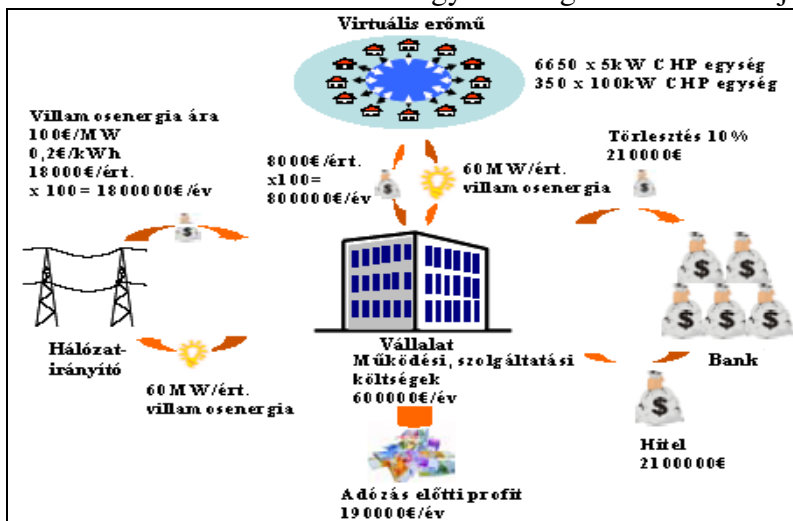 Virtuális erőmű
6650 x 5kW CHP egység
350 x 100kW CHP egység
Villamosenergia ára
100€/MW
0,2€/kWh
18000€/ért.
x 100= 1800000€/év
8000€/ért.
x100=
800000€/év
60MW/ért.
villamosenergia
Törlesztés 10%
210000€
$
$
$
$ $
$ $ $
Hálózat-
irányító
60MW/ért.
villamosenergia
Vállalat
Működési, szolgáltatási
költségek
600000€/év
Bank
$
Hitel
2100000€
Adózás előtti profit
190000€/év